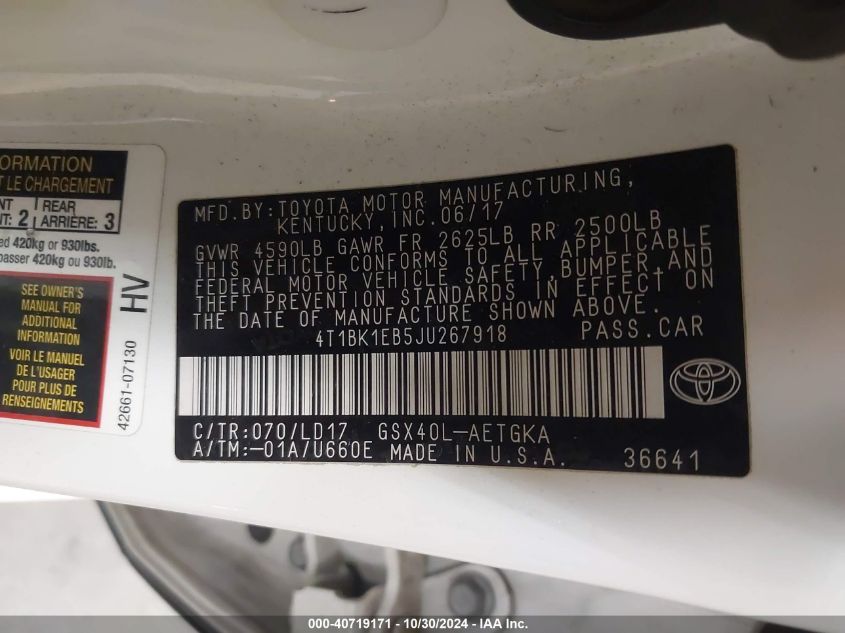 ORMATION
T LE CHARGEMENT
NT REAR
NT: 2 ARRIÈRE: 3
ed 420kg or 930lbs.
passer 420kg ou 930lb.
SEE OWNER'S
MANUAL FOR
ADDITIONAL
INFORMATION
VOIR LE MANUEL
DE L'USAGER
POUR PLUS DE
RENSEIGNEMENTS
HV
42661-07130
MFD.BY:TOYOTA MOTOR MANUFACTURING,
KENTUCKY,INC.06/17
GVWR 4590LB GAWR FR 2625LB RR 2500LB
THIS VEHICLE CONFORMS TO ALL APPLICABLE
FEDERAL MOTOR VEHICLE SAFETY,BUMPER,AND
THEFT PREVENTION STANDARDS IN EFFECT ON
THE DATE OF MANUFACTURE SHOWN ABOVE.
4T1BK1EB5JU267918 PASS.CAR
C/TR:070/LD17 GSX40L-AETGKA
A/TM:-01A/U660E MADE IN U.S.A. 36641
000-40719171 - 10/30/2024 - IAAI.COM